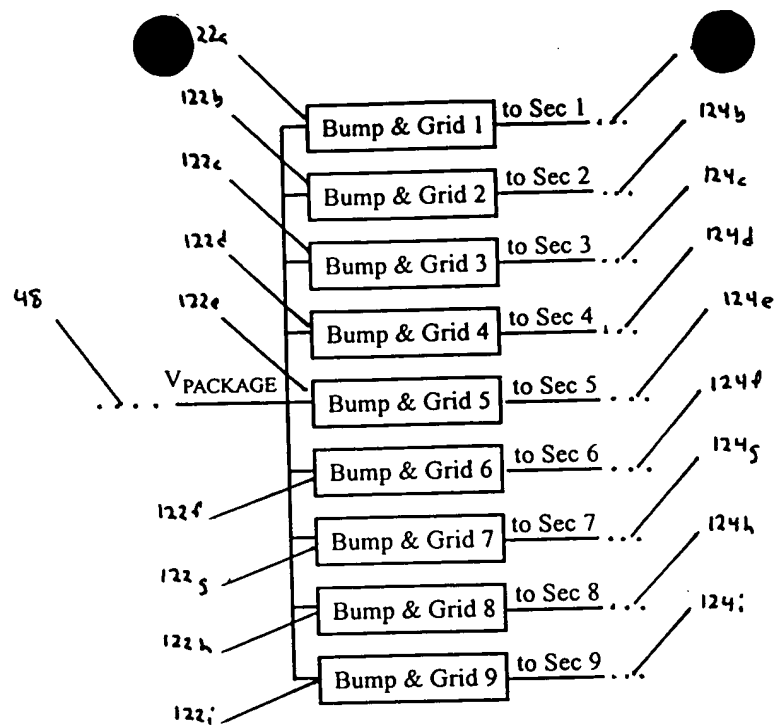 22a
122b
Bump & Grid 1
to Sec 1
124b
122c
Bump & Grid 2
to Sec 2
124c
122d
Bump & Grid 3
to Sec 3
124d
48
122e
Bump & Grid 4
to Sec 4
124e
VPACKAGE
Bump & Grid 5
to Sec 5
124f
Bump & Grid 6
to Sec 6
122f
124g
Bump & Grid 7
to Sec 7
122g
124h
Bump & Grid 8
to Sec 8
122h
124i
Bump & Grid 9
to Sec 9
122i